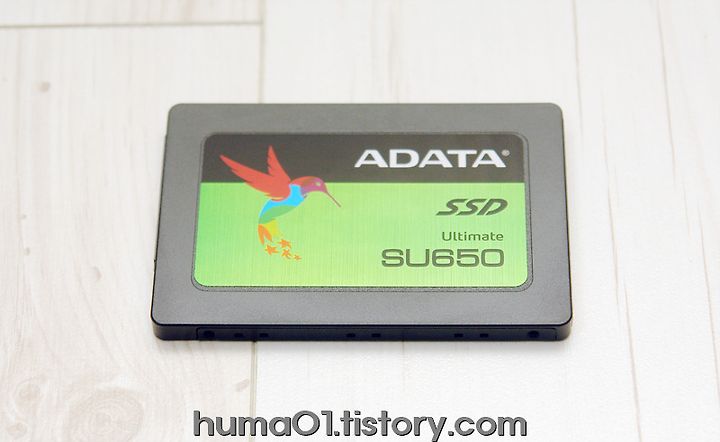 ADATA®
SSD
Ultimate
SU650
huma01.tistory.com